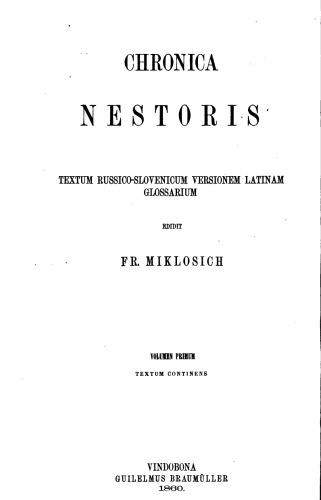 CHRONICA
NESTORIS
TEXTUM RUSSICO-SLOVENICUM VERSIONEM LATINAM
GLOSSARIUM
EDIDIT
FR. MIKLOSICH
VOLUMEN PRIMUM
TEXTUM CONTINENS
VINDOBONA
GUILELMUS BRAUMÜLLER
1860.